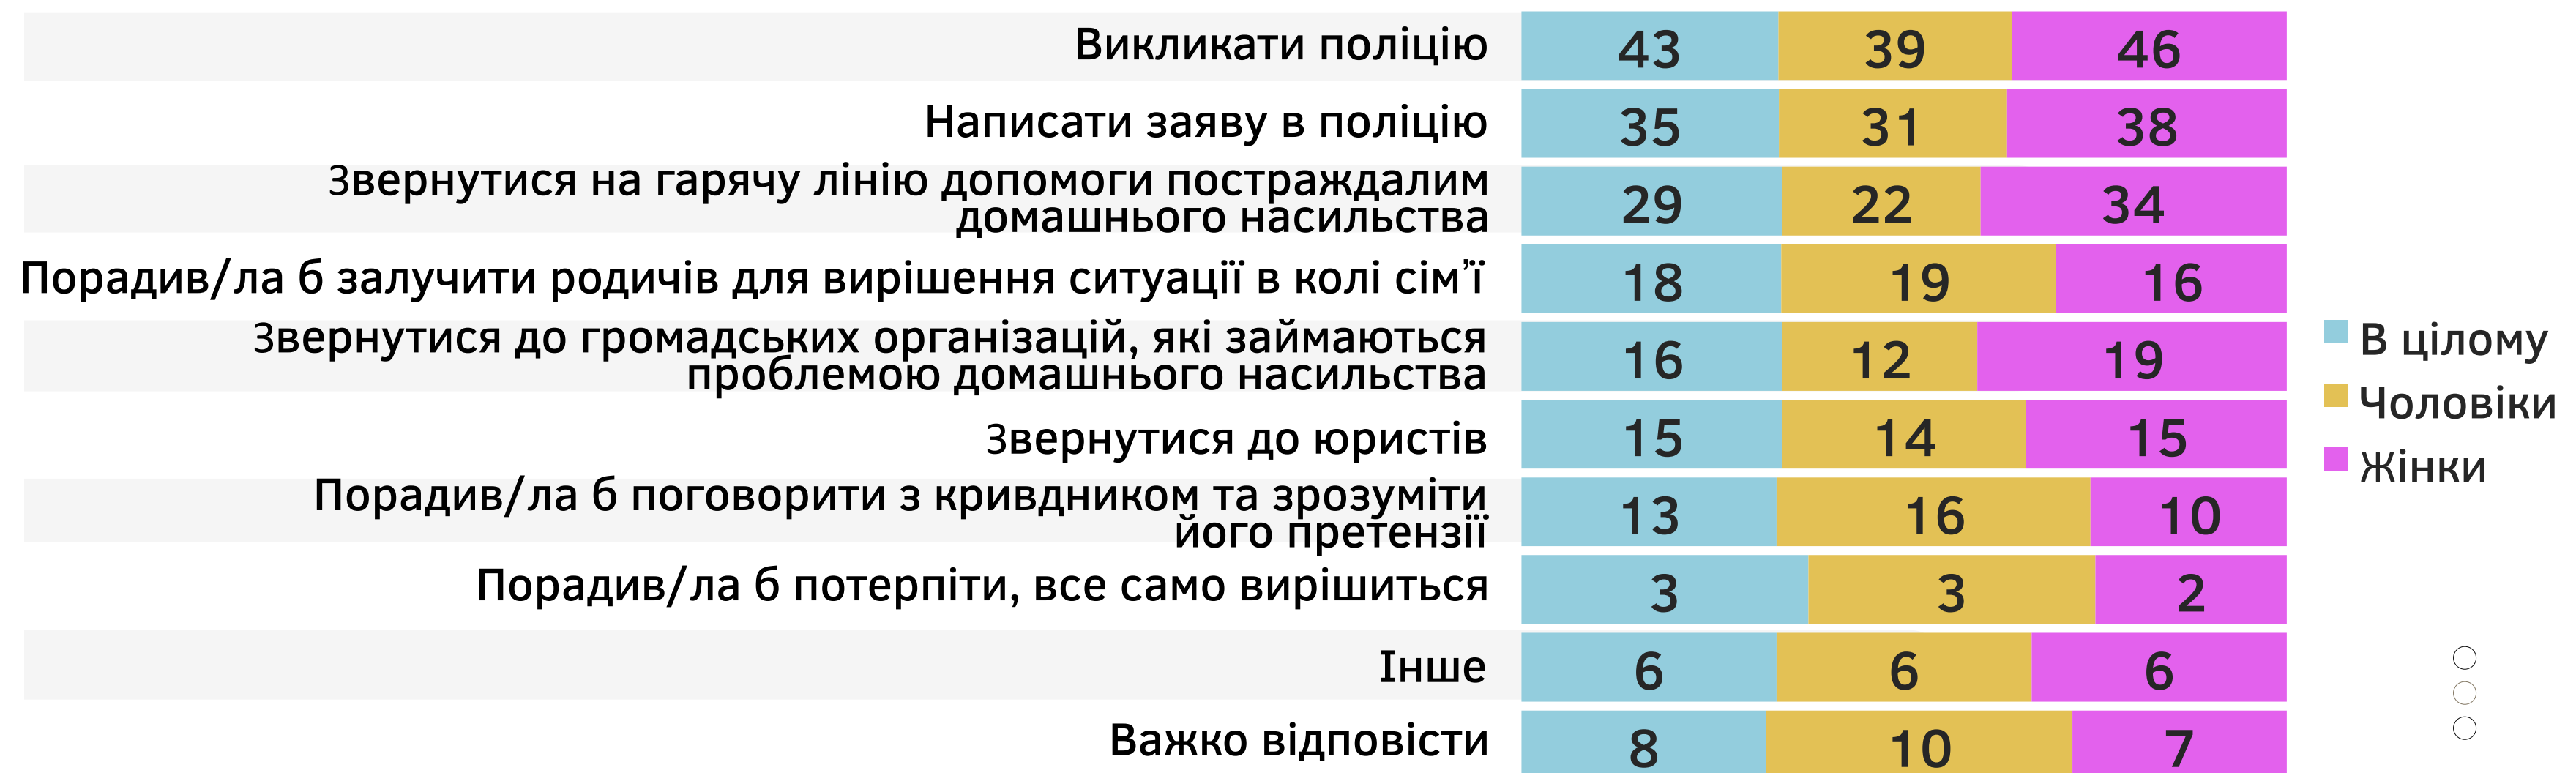 Викликати поліцію 43 39 46
Написати заяву в поліцію 35 31 38
Звернутися на гарячу лінію допомоги постраждалим
домашнього насильства 29 22 34
Порадив/ла б залучити родичів для вирішення ситуації в колі сім’ї 18 19 16
Звернутися до громадських організацій, які займаються
проблемою домашнього насильства 16 12 19
Звернутися до юристів 15 14 15
Порадив/ла б поговорити з кривдником та зрозуміти
його претензії 13 16 10
Порадив/ла б потерпіти, все само вирішиться 3 3 2
Інше 6 6 6
Важко відповісти 8 10 7
В цілому
Чоловіки
Жінки